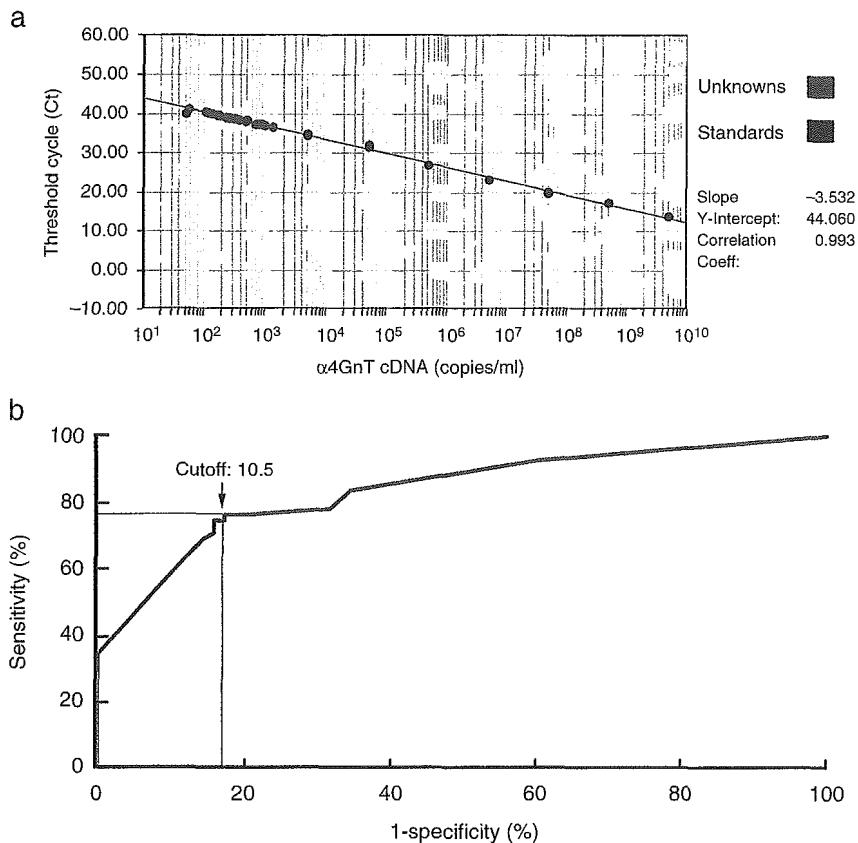 a
Threshold cycle (Ct)
60.00
50.00
40.00
30.00
20.00
10.00
0.00
–10.00
10¹ 10² 10³ 10⁴ 10⁵ 10⁶ 10⁷ 10⁸ 10⁹ 10¹⁰
α4GnT cDNA (copies/ml)
Unknowns
Standards
Slope –3.532
Y-Intercept: 44.060
Correlation 0.993
Coeff:
b
Sensitivity (%)
100
80
60
40
20
0
Cutoff: 10.5
0 20 40 60 80 100
1-specificity (%)